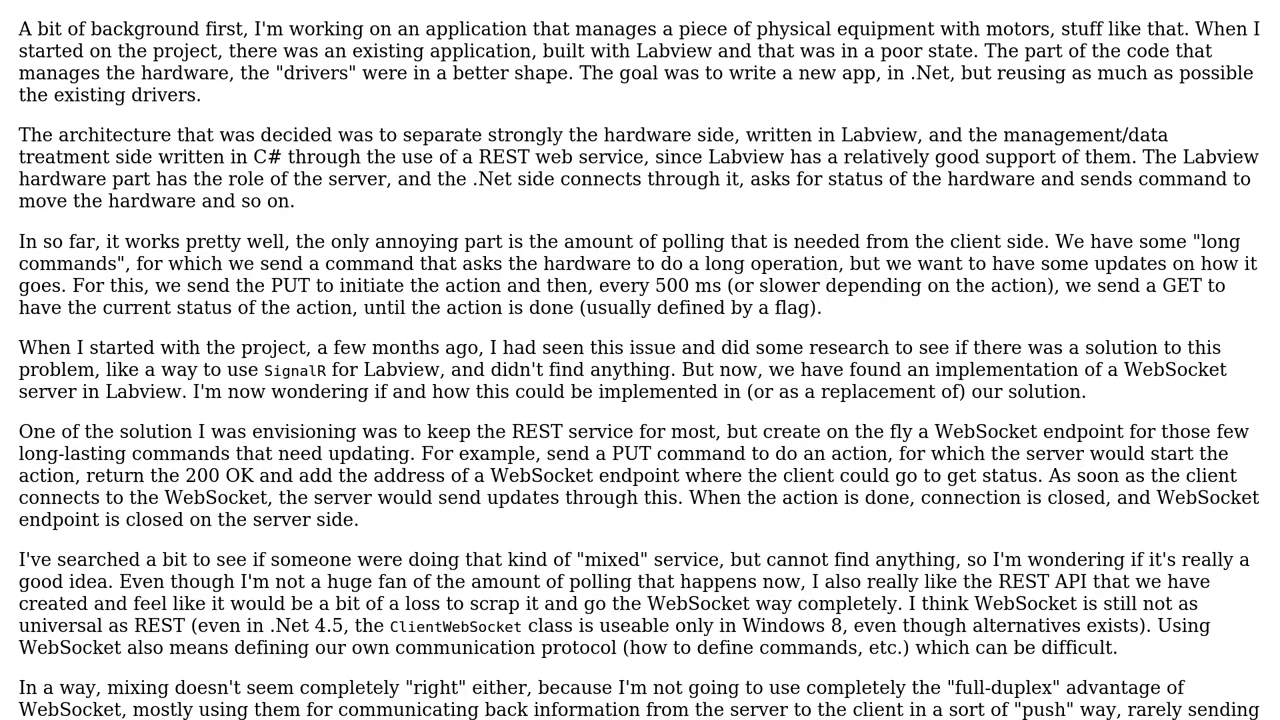 A bit of background first, I'm working on an application that manages a piece of physical equipment with motors, stuff like that. When I
started on the project, there was an existing application, built with Labview and that was in a poor state. The part of the code that
manages the hardware, the "drivers" were in a better shape. The goal was to write a new app, in .Net, but reusing as much as possible
the existing drivers.
The architecture that was decided was to separate strongly the hardware side, written in Labview, and the management/data
treatment side written in C# through the use of a REST web service, since Labview has a relatively good support of them. The Labview
hardware part has the role of the server, and the .Net side connects through it, asks for status of the hardware and sends command to
move the hardware and so on.
In so far, it works pretty well, the only annoying part is the amount of polling that is needed from the client side. We have some "long
commands", for which we send a command that asks the hardware to do a long operation, but we want to have some updates on how it
goes. For this, we send the PUT to initiate the action and then, every 500 ms (or slower depending on the action), we send a GET to
have the current status of the action, until the action is done (usually defined by a flag).
When I started with the project, a few months ago, I had seen this issue and did some research to see if there was a solution to this
problem, like a way to use SignalR for Labview, and didn't find anything. But now, we have found an implementation of a WebSocket
server in Labview. I'm now wondering if and how this could be implemented in (or as a replacement of) our solution.
One of the solution I was envisioning was to keep the REST service for most, but create on the fly a WebSocket endpoint for those few
long-lasting commands that need updating. For example, send a PUT command to do an action, for which the server would start the
action, return the 200 OK and add the address of a WebSocket endpoint where the client could go to get status. As soon as the client
connects to the WebSocket, the server would send updates through this. When the action is done, connection is closed, and WebSocket
endpoint is closed on the server side.
I've searched a bit to see if someone were doing that kind of "mixed" service, but cannot find anything, so I'm wondering if it's really a
good idea. Even though I'm not a huge fan of the amount of polling that happens now, I also really like the REST API that we have
created and feel like it would be a bit of a loss to scrap it and go the WebSocket way completely. I think WebSocket is still not as
universal as REST (even in .Net 4.5, the ClientWebSocket class is useable only in Windows 8, even though alternatives exists). Using
WebSocket also means defining our own communication protocol (how to define commands, etc.) which can be difficult.
In a way, mixing doesn't seem completely "right" either, because I'm not going to use completely the "full-duplex" advantage of
WebSocket, mostly using them for communicating back information from the server to the client in a sort of "push" way, rarely sending